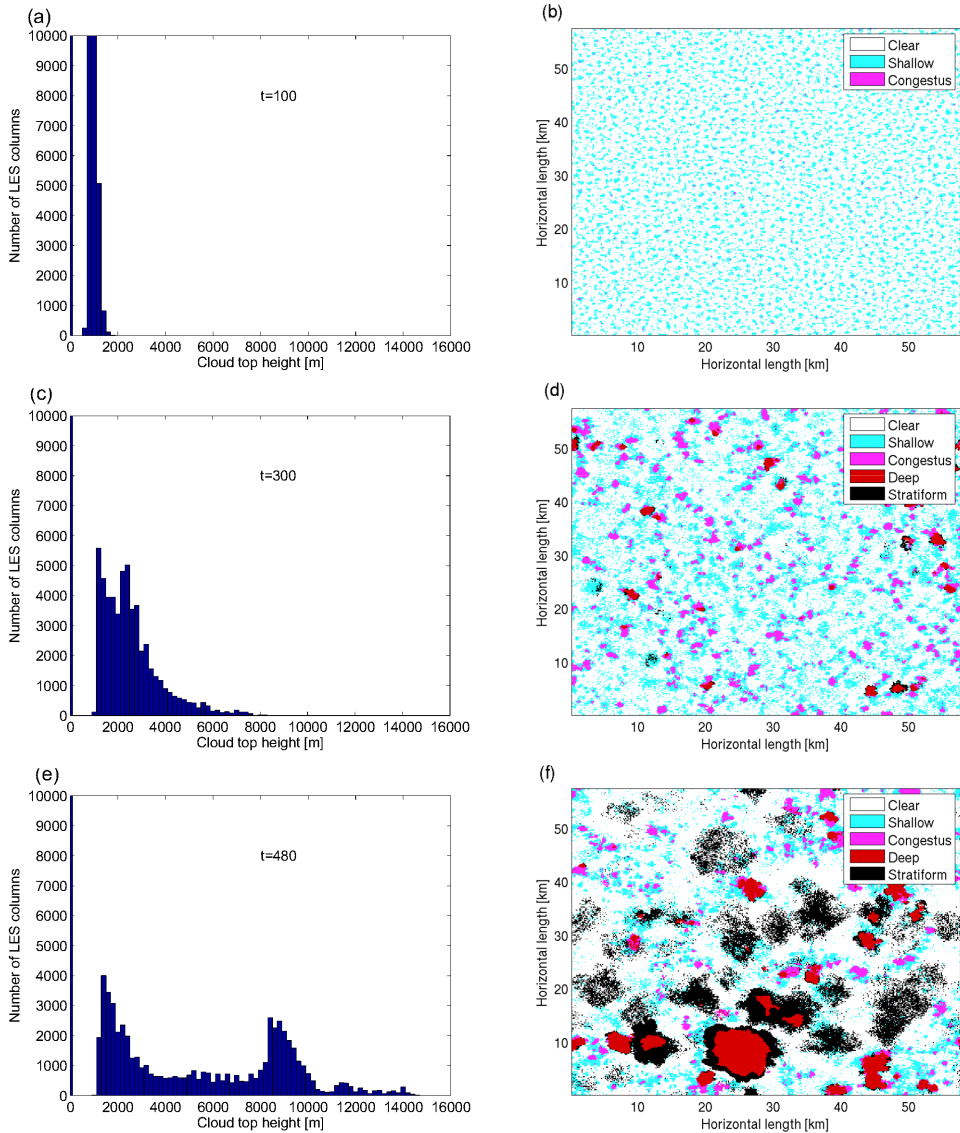 (a)
10000
9000
8000
7000
6000
5000
4000
3000
2000
1000
0
Number of LES columns
t=100
0 2000 4000 6000 8000 10000 12000 14000 16000
Cloud top height [m]
(b)
50
40
30
20
10
Horizontal length [km]
Clear
Shallow
Congestus
10 20 30 40 50
Horizontal length [km]
(c)
10000
9000
8000
7000
6000
5000
4000
3000
2000
1000
0
Number of LES columns
t=300
0 2000 4000 6000 8000 10000 12000 14000 16000
Cloud top height [m]
(d)
50
40
30
20
10
Horizontal length [km]
Clear
Shallow
Congestus
Deep
Stratiform
10 20 30 40 50
Horizontal length [km]
(e)
10000
9000
8000
7000
6000
5000
4000
3000
2000
1000
0
Number of LES columns
t=480
0 2000 4000 6000 8000 10000 12000 14000 16000
Cloud top height [m]
(f)
50
40
30
20
10
Horizontal length [km]
Clear
Shallow
Congestus
Deep
Stratiform
10 20 30 40 50
Horizontal length [km]